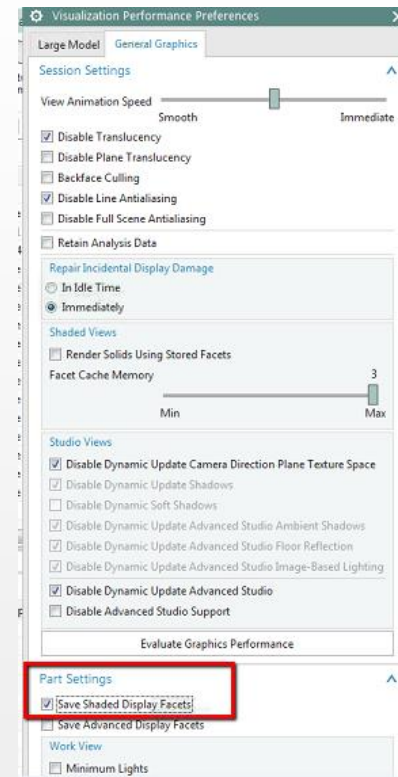 Visualization Performance Preferences
Large Model General Graphics
Session Settings
View Animation Speed
Smooth Immediate
Disable Translucency
Disable Plane Translucency
Backface Culling
Disable Line Antialiasing
Disable Full Scene Antialiasing
Retain Analysis Data
Repair Incidental Display Damage
In Idle Time
Immediately
Shaded Views
Render Solids Using Stored Facets
Facet Cache Memory 3
Min Max
Studio Views
Disable Dynamic Update Camera Direction Plane Texture Space
Disable Dynamic Update Shadows
Disable Dynamic Soft Shadows
Disable Dynamic Update Advanced Studio Ambient Shadows
Disable Dynamic Update Advanced Studio Floor Reflection
Disable Dynamic Update Advanced Studio Image-Based Lighting
Disable Dynamic Update Advanced Studio
Disable Advanced Studio Support
Evaluate Graphics Performance
Part Settings
Save Shaded Display Facets
Save Advanced Display Facets
Work View
Minimum Lights